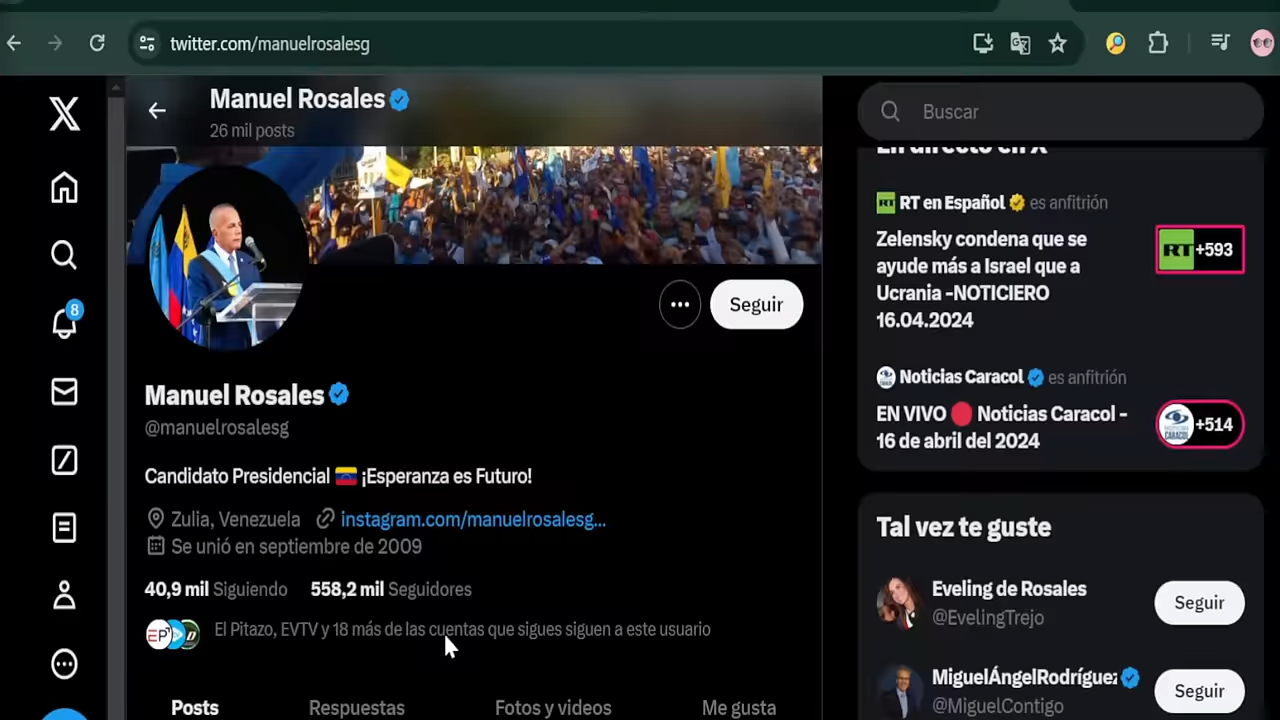 twitter.com/manuelrosalesg
Manuel Rosales
26 mil posts
Seguir
Manuel Rosales
@manuelrosalesg
Candidato Presidencial 🇻🇪 ¡Esperanza es Futuro!
Zulia, Venezuela instagram.com/manuelrosalesg...
Se unió en septiembre de 2009
40,9 mil Siguiendo 558,2 mil Seguidores
EP
El Pitazo, EVTV y 18 más de las cuentas que sigues siguen a este usuario
Posts Respuestas Fotos y videos Me gusta
8
Buscar
En directo en X
RT RT en Español es anfitrión
Zelensky condena que se
ayude más a Israel que a
Ucrania -NOTICIERO
16.04.2024
RT +593
Noticias Caracol es anfitrión
EN VIVO 🔴 Noticias Caracol -
16 de abril del 2024
NOTICIAS CARACOL +514
Tal vez te guste
Eveling de Rosales
@EvelingTrejo
Seguir
MiguelÁngelRodríguez
@MiguelContigo
Seguir